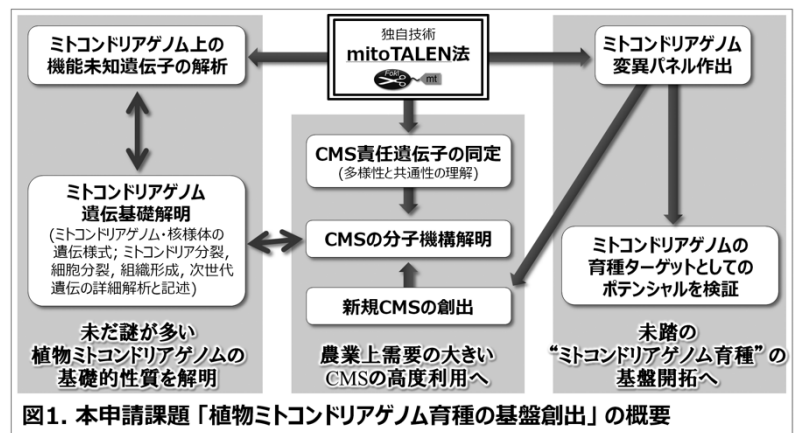 独自技術
mitoTALEN法
FokI
mt
ミトコンドリアゲノム上の
機能未知遺伝子の解析
ミトコンドリアゲノム
遺伝基礎解明
(ミトコンドリアゲノム・核様体の
遺伝様式; ミトコンドリア分裂,
細胞分裂, 組織形成, 次世代
遺伝の詳細解析と記述)
未だ謎が多い
植物ミトコンドリアゲノムの
基礎的性質を解明
CMS責任遺伝子の同定
(多様性と共通性の理解)
CMSの分子機構解明
新規CMSの創出
農業上需要の大きい
CMSの高度利用へ
ミトコンドリアゲノム
変異パネル作出
ミトコンドリアゲノムの
育種ターゲットとしての
ポテンシャルを検証
未踏の
“ミトコンドリアゲノム育種”の
基盤開拓へ
図1. 本申請課題「植物ミトコンドリアゲノム育種の基盤創出」の概要